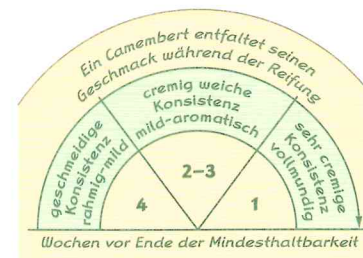 Ein Camembert entfaltet seinen
Geschmack während der Reifung
geschmeidige
Konsistenz
rahmig-mild
cremig weiche
Konsistenz
mild-aromatisch
sehr cremige
Konsistenz
vollmundig
4
2-3
1
Wochen vor Ende der Mindesthaltbarkeit